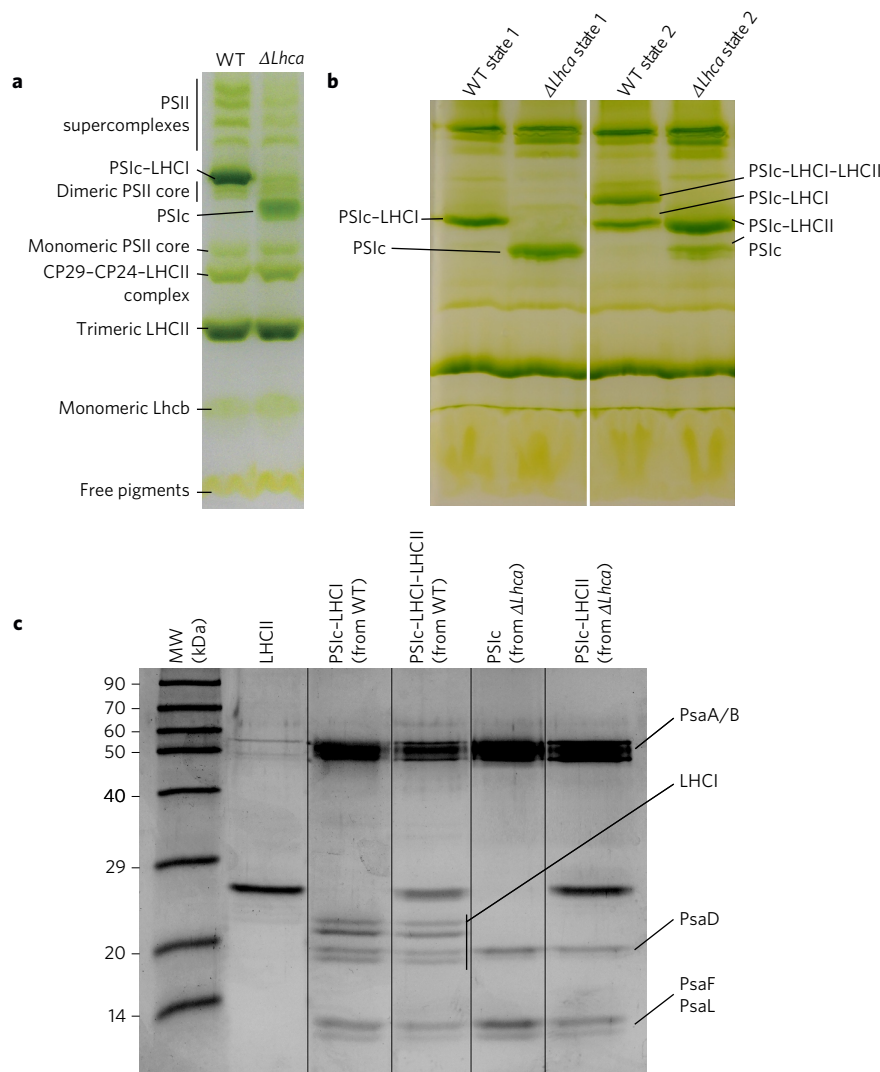 a
WT ΔLhca
PSII
supercomplexes
PSIc–LHCI
Dimeric PSII core
PSIc
Monomeric PSII core
CP29–CP24–LHCII
complex
Trimeric LHCII
Monomeric Lhcb
Free pigments
b
WT state 1
ΔLhca state 1
WT state 2
ΔLhca state 2
PSIc–LHCI
PSIc
PSIc–LHCI–LHCII
PSIc–LHCI
PSIc–LHCII
PSIc
c
MW
(kDa)
LHCII
PSIc–LHCI
(from WT)
PSIc–LHCI–LHCII
(from WT)
PSIc
(from ΔLhca)
PSIc–LHCII
(from ΔLhca)
90
70
60
50
40
29
20
14
PsaA/B
LHCI
PsaD
PsaF
PsaL